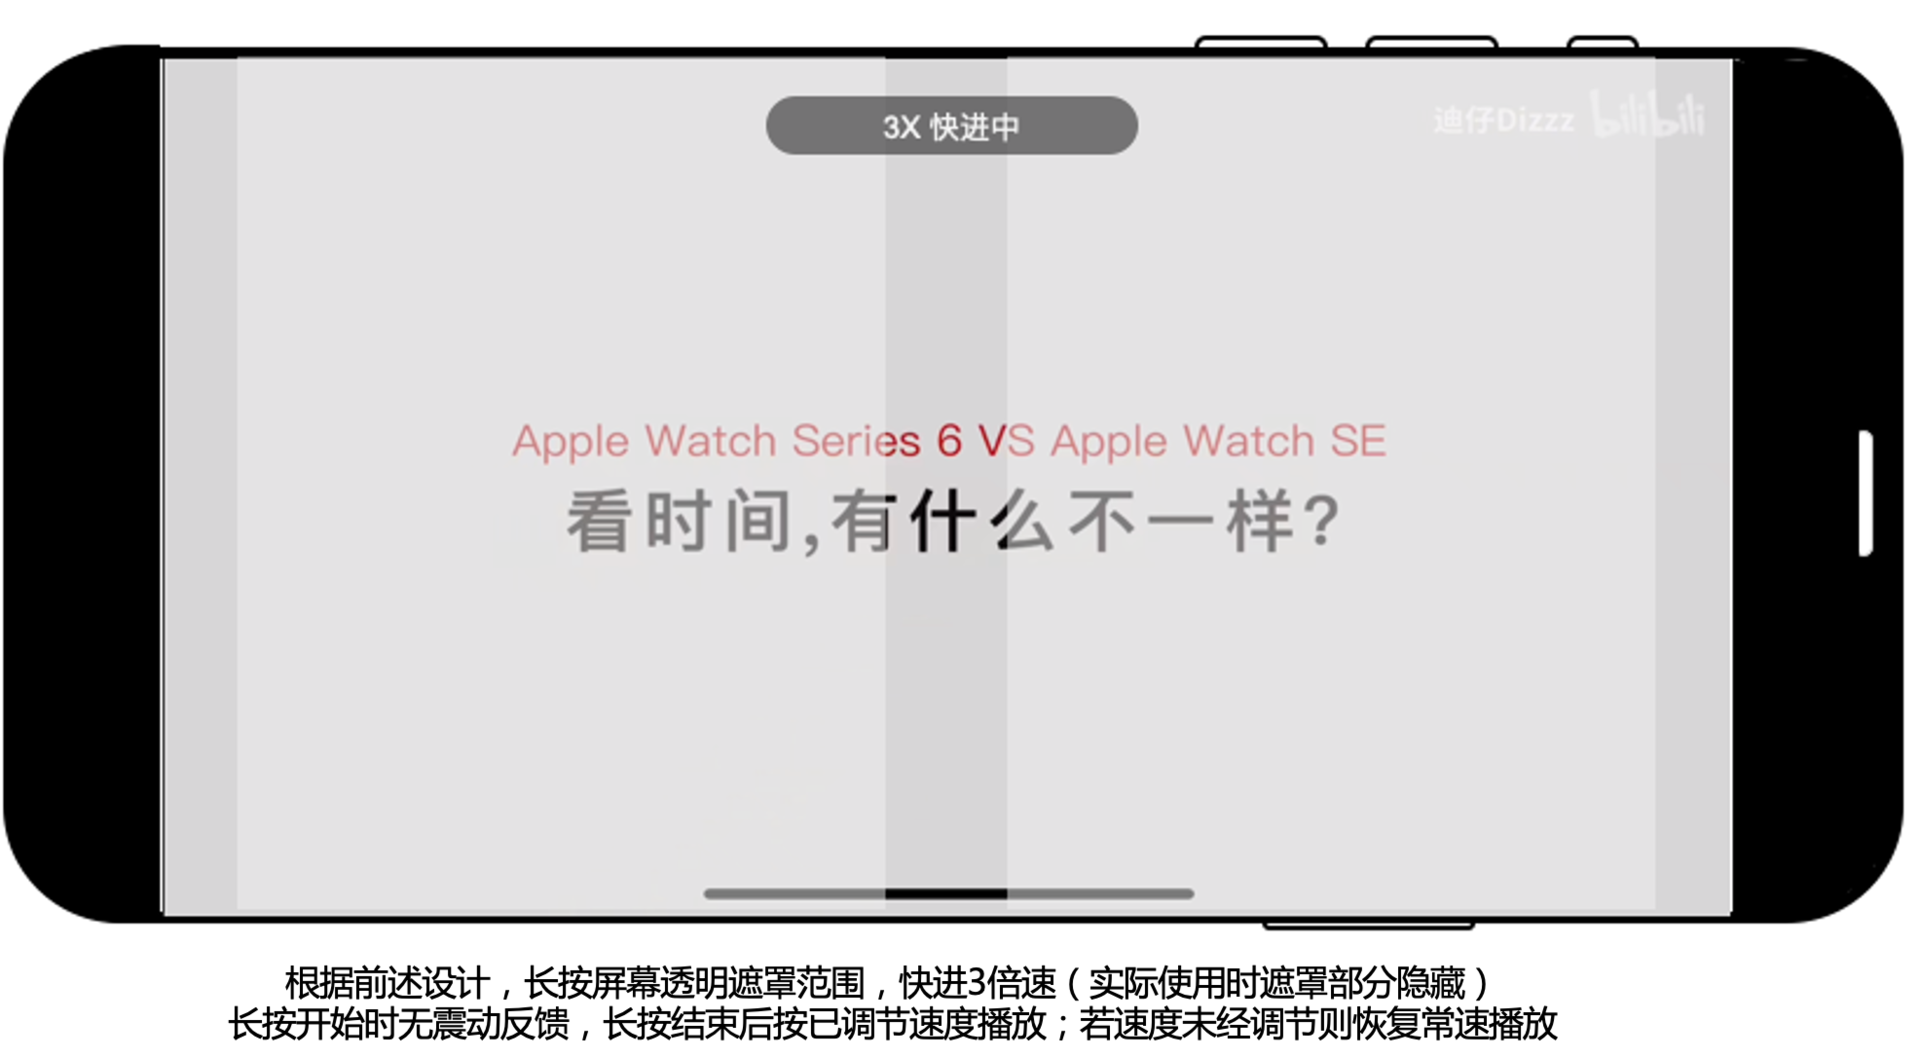 3X 快进中
迪仔Dizzz bilibili
Apple Watch Series 6 VS Apple Watch SE
看时间,有什么不一样?
根据前述设计，长按屏幕透明遮罩范围，快进3倍速（实际使用时遮罩部分隐藏）
长按开始时无震动反馈，长按结束后按已调节速度播放；若速度未经调节则恢复常速播放